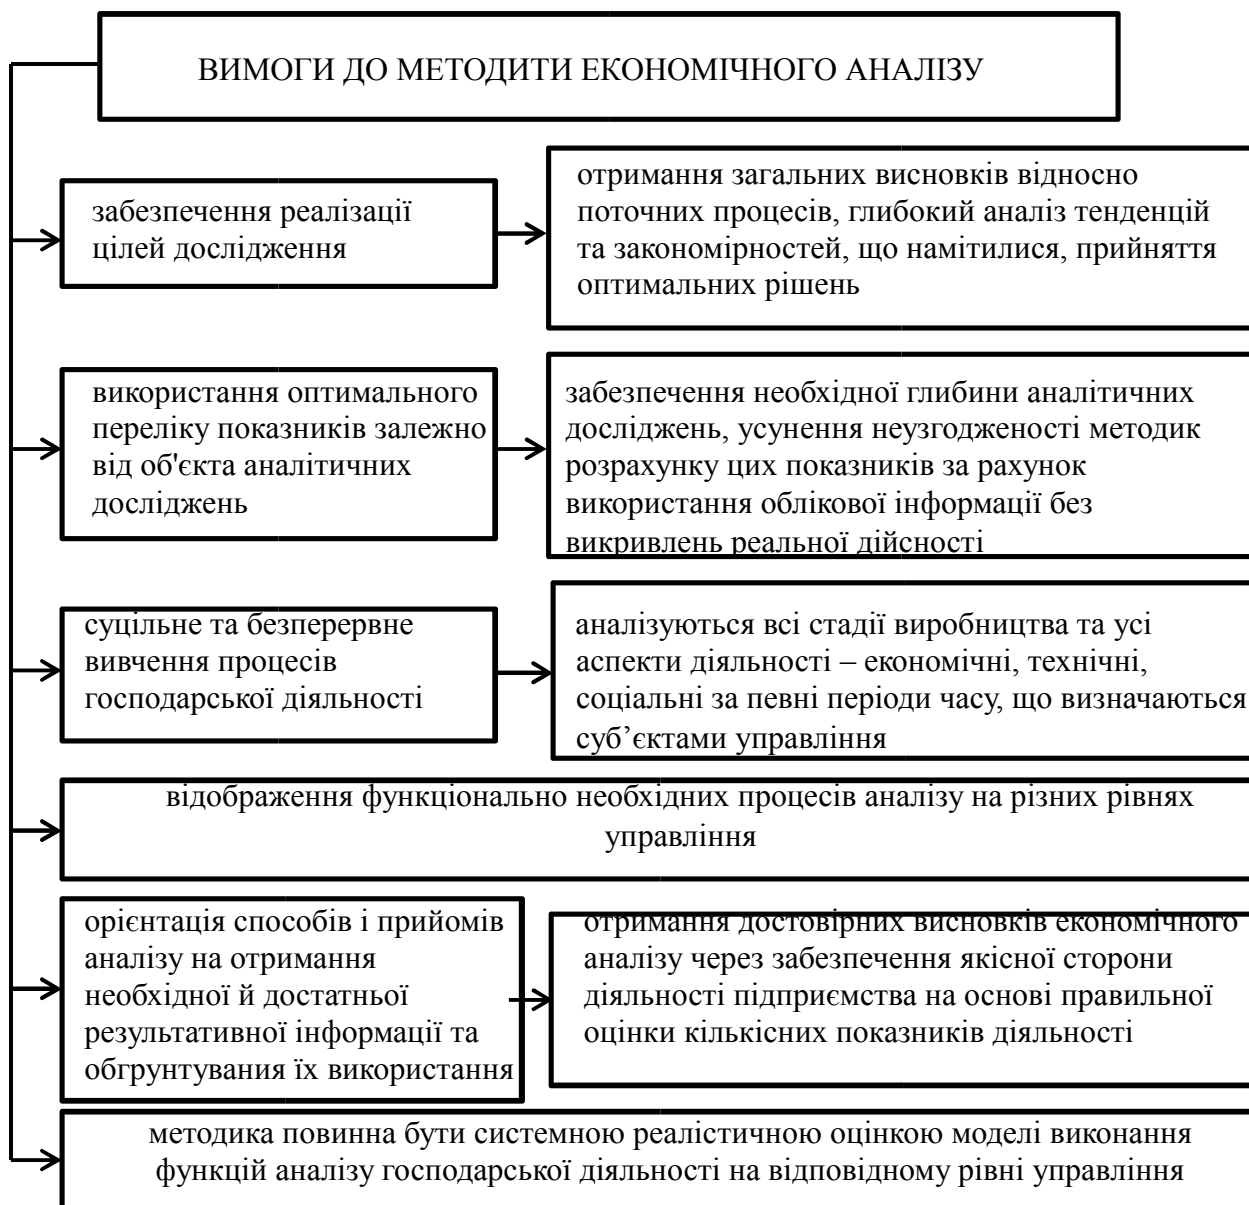 ВИМОГИ ДО МЕТОДИТИ ЕКОНОМІЧНОГО АНАЛІЗУ
забезпечення реалізації
цілей дослідження
отримання загальних висновків відносно
поточних процесів, глибокий аналіз тенденцій
та закономірностей, що намітилися, прийняття
оптимальних рішень
використання оптимального
переліку показників залежно
від об'єкта аналітичних
досліджень
забезпечення необхідної глибини аналітичних
досліджень, усунення неузгодженості методик
розрахунку цих показників за рахунок
використання облікової інформації без
викривлень реальної дійсності
суцільне та безперервне
вивчення процесів
господарської діяльності
аналізуються всі стадії виробництва та усі
аспекти діяльності – економічні, технічні,
соціальні за певні періоди часу, що визначаються
суб’єктами управління
відображення функціонально необхідних процесів аналізу на різних рівнях
управління
орієнтація способів і прийомів
аналізу на отримання
необхідної й достатньої
результативної інформації та
обгрунтування їх використання
отримання достовірних висновків економічного
аналізу через забезпечення якісної сторони
діяльності підприємства на основі правильної
оцінки кількісних показників діяльності
методика повинна бути системною реалістичною оцінкою моделі виконання
функцій аналізу господарської діяльності на відповідному рівні управління